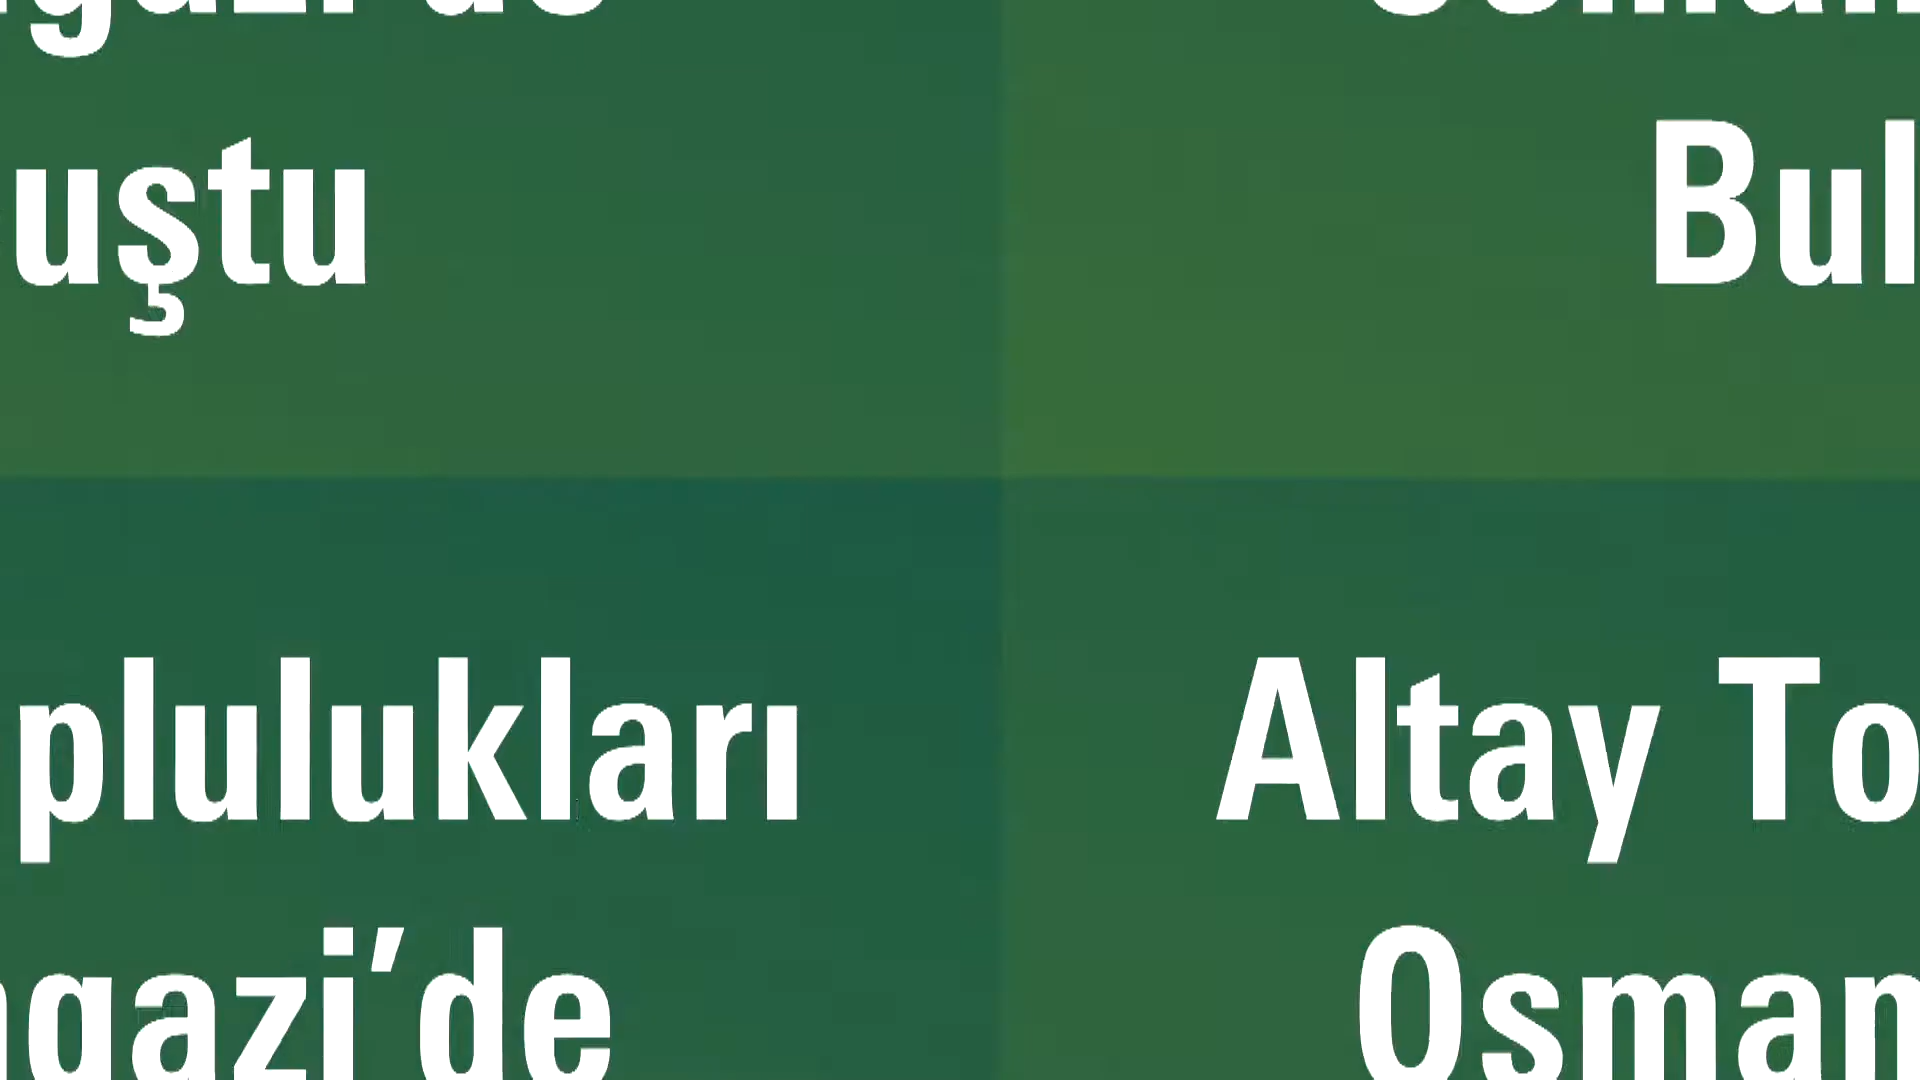 uştu
Bul
plulukları
Altay To
gazi’de
Osman